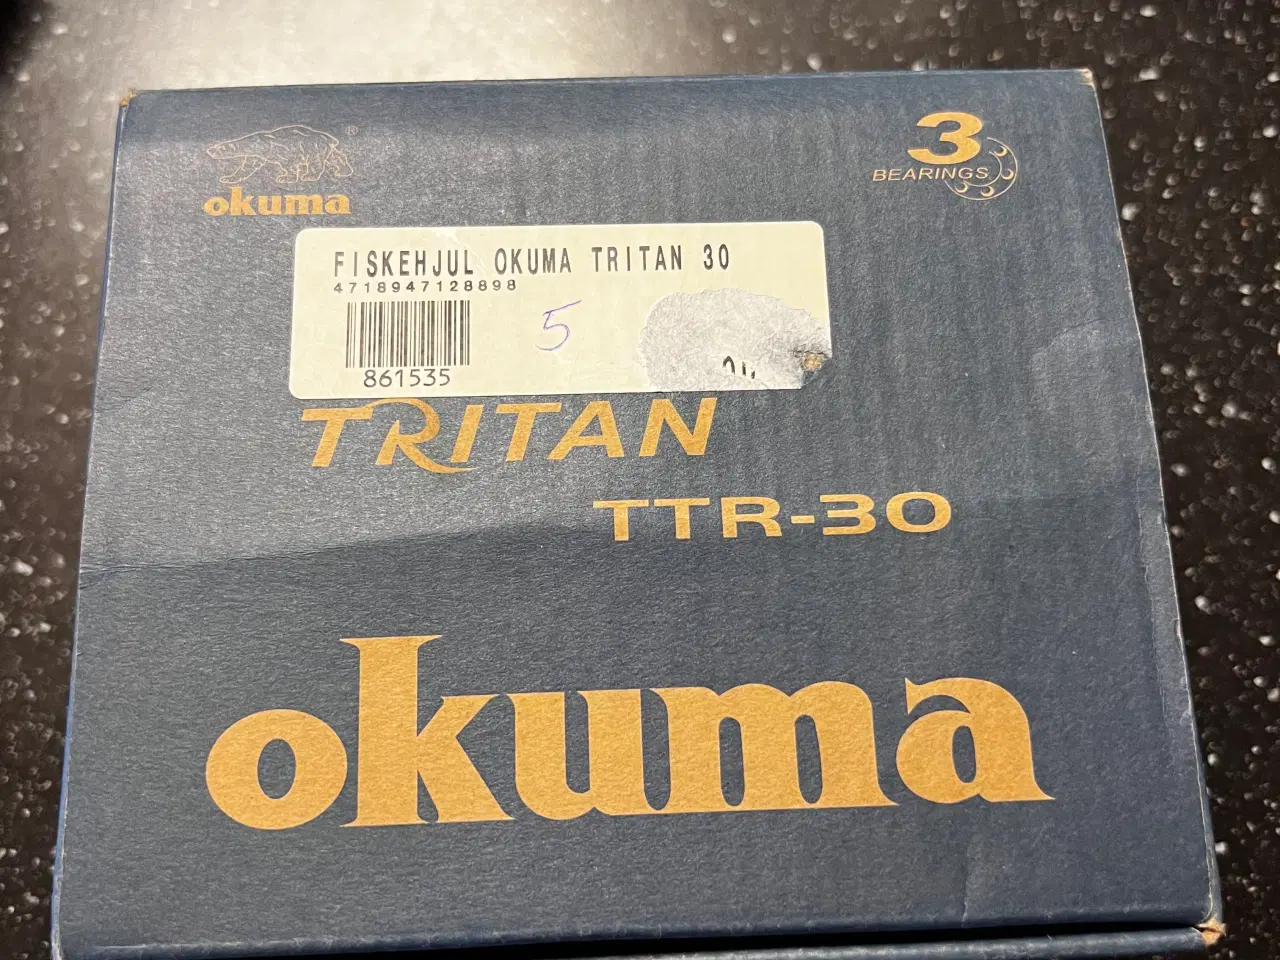 okuma
®
3
BEARINGS
FISKEHJUL OKUMA TRITAN 30
4718947128898
5
861535
TRITAN
TTR-30
okuma